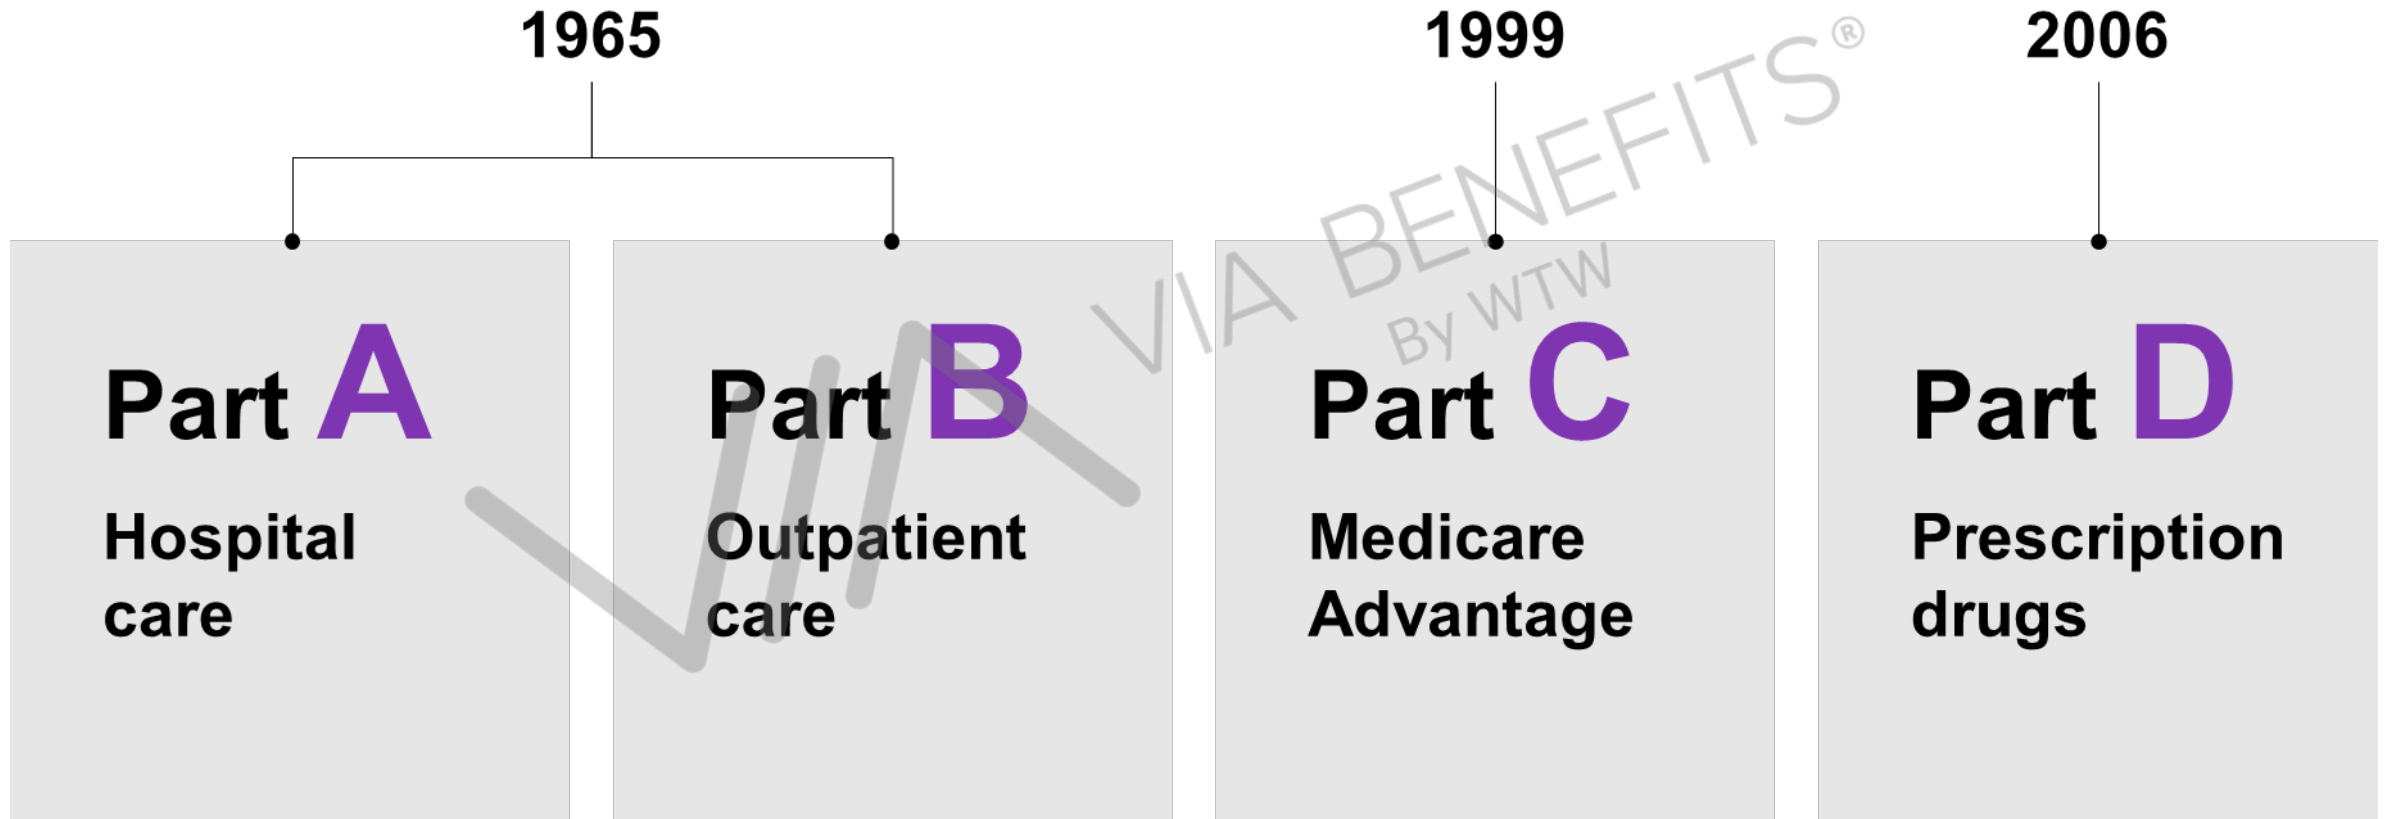 1965
1999
2006
VIA BENEFITS®
By WTW
Part A
Hospital
care
Part B
Outpatient
care
Part C
Medicare
Advantage
Part D
Prescription
drugs
VIA